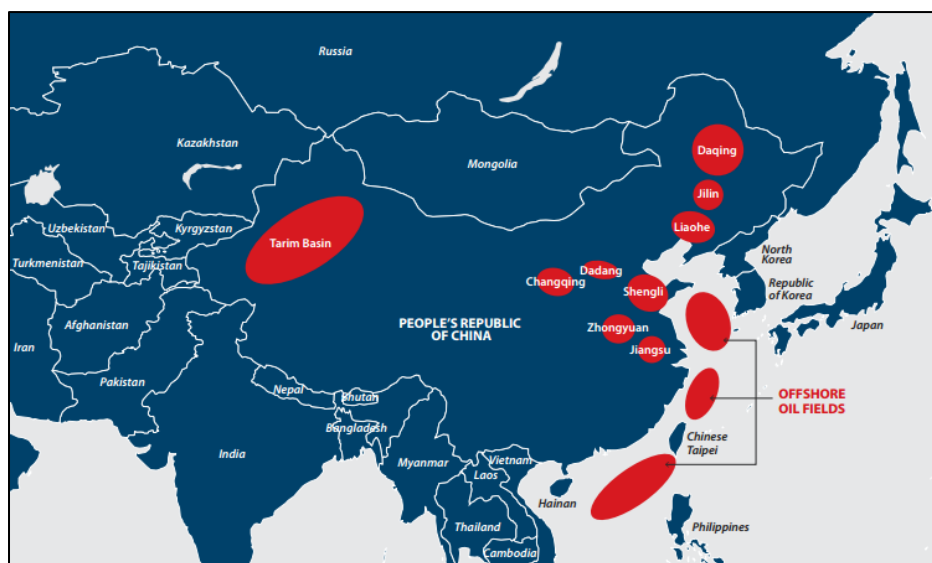 Russia
Kazakhstan
Mongolia
Daqing
Jilin
Liaohe
Uzbekistan
Kyrgyzstan
Tarim Basin
Turkmenistan
Tajikistan
North
Korea
Dadang
Changqing
Shengli
Republic
of Korea
Afghanistan
PEOPLE'S REPUBLIC
OF CHINA
Zhongyuan
Japan
Iran
Jiangsu
Pakistan
Nepal
Bhutan
OFFSHORE
OIL FIELDS
Bangladesh
Chinese
Taipei
India
Myanmar
Vietnam
Laos
Hainan
Thailand
Philippines
Cambodia